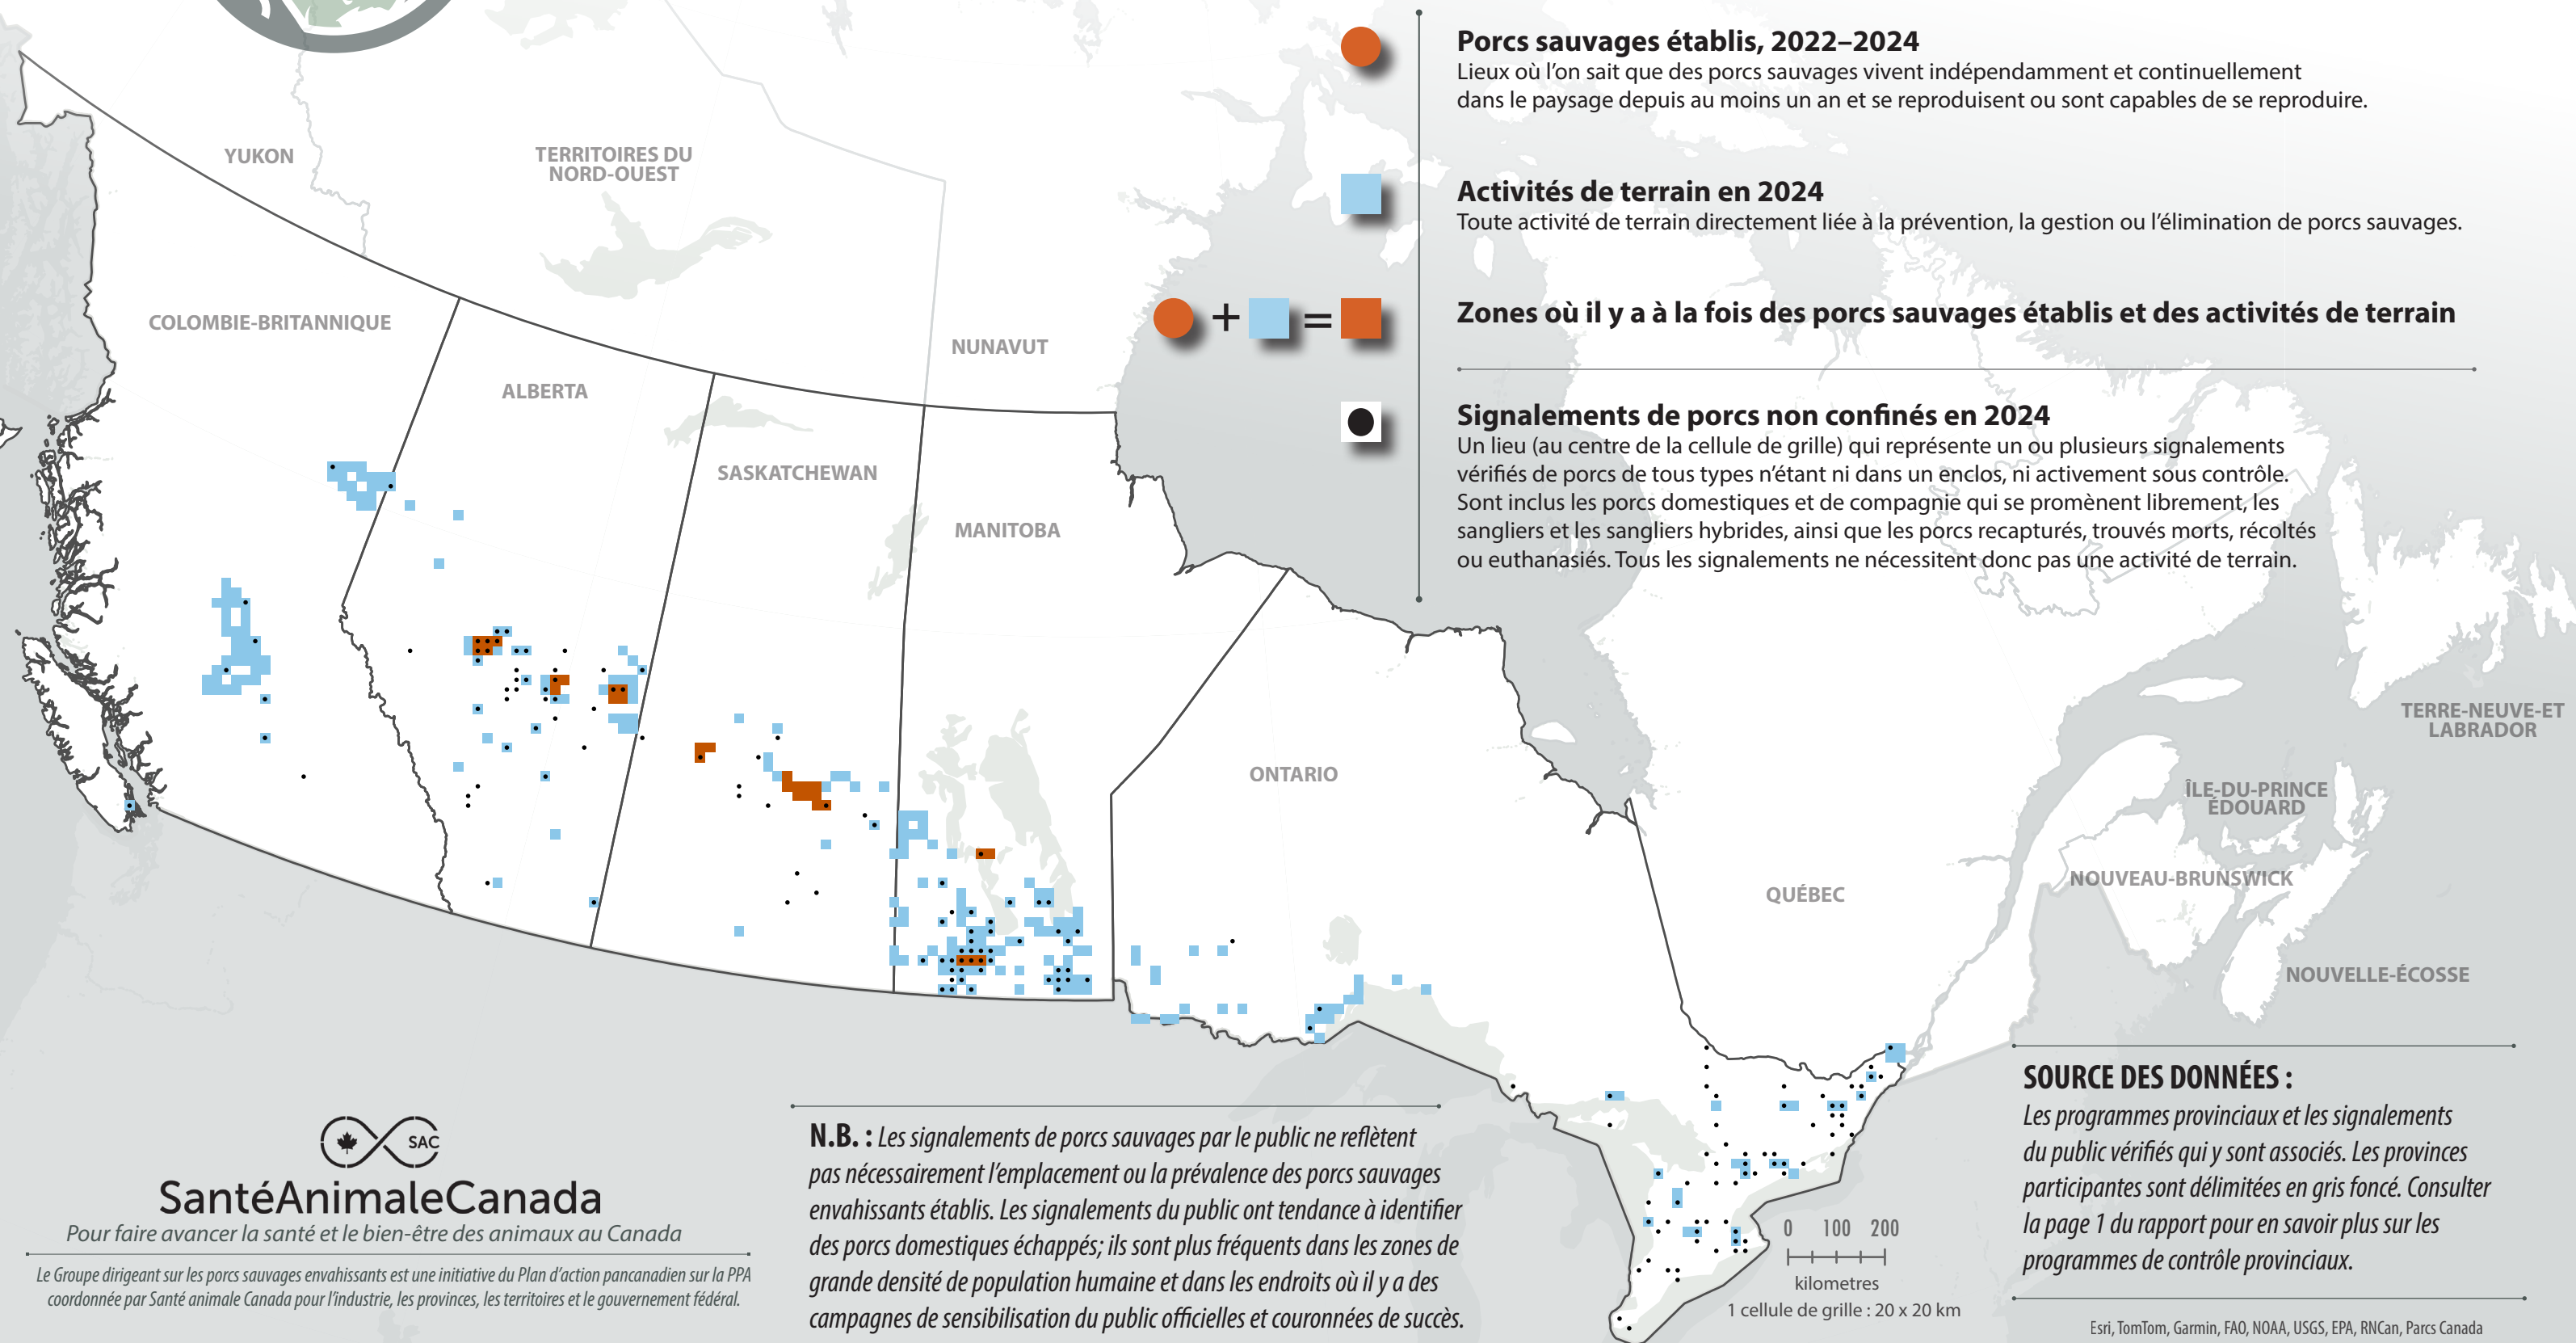 Porcs sauvages établis, 2022–2024
Lieux où l’on sait que des porcs sauvages vivent indépendamment et continuellement
dans le paysage depuis au moins un an et se reproduisent ou sont capables de se reproduire.
Activités de terrain en 2024
Toute activité de terrain directement liée à la prévention, la gestion ou l’élimination de porcs sauvages.
+ =
Zones où il y a à la fois des porcs sauvages établis et des activités de terrain
Signalements de porcs non confinés en 2024
Un lieu (au centre de la cellule de grille) qui représente un ou plusieurs signalements
vérifiés de porcs de tous types n’étant ni dans un enclos, ni activement sous contrôle.
Sont inclus les porcs domestiques et de compagnie qui se promènent librement, les
sangliers et les sangliers hybrides, ainsi que les porcs recapturés, trouvés morts, récoltés
ou euthanasiés. Tous les signalements ne nécessitent donc pas une activité de terrain.
YUKON
TERRITOIRES DU
NORD-OUEST
COLOMBIE-BRITANNIQUE
NUNAVUT
ALBERTA
SASKATCHEWAN
MANITOBA
ONTARIO
QUÉBEC
TERRE-NEUVE-ET
LABRADOR
ÎLE-DU-PRINCE
ÉDOUARD
NOUVEAU-BRUNSWICK
NOUVELLE-ÉCOSSE
SAC
SantéAnimaleCanada
Pour faire avancer la santé et le bien-être des animaux au Canada
Le Groupe dirigeant sur les porcs sauvages envahissants est une initiative du Plan d’action pancanadien sur la PPA
coordonnée par Santé animale Canada pour l’industrie, les provinces, les territoires et le gouvernement fédéral.
N.B. : Les signalements de porcs sauvages par le public ne reflètent
pas nécessairement l’emplacement ou la prévalence des porcs sauvages
envahissants établis. Les signalements du public ont tendance à identifier
des porcs domestiques échappés; ils sont plus fréquents dans les zones de
grande densité de population humaine et dans les endroits où il y a des
campagnes de sensibilisation du public officielles et couronnées de succès.
0 100 200
kilometres
1 cellule de grille : 20 x 20 km
SOURCE DES DONNÉES :
Les programmes provinciaux et les signalements
du public vérifiés qui y sont associés. Les provinces
participantes sont délimitées en gris foncé. Consulter
la page 1 du rapport pour en savoir plus sur les
programmes de contrôle provinciaux.
Esri, TomTom, Garmin, FAO, NOAA, USGS, EPA, RNCan, Parcs Canada